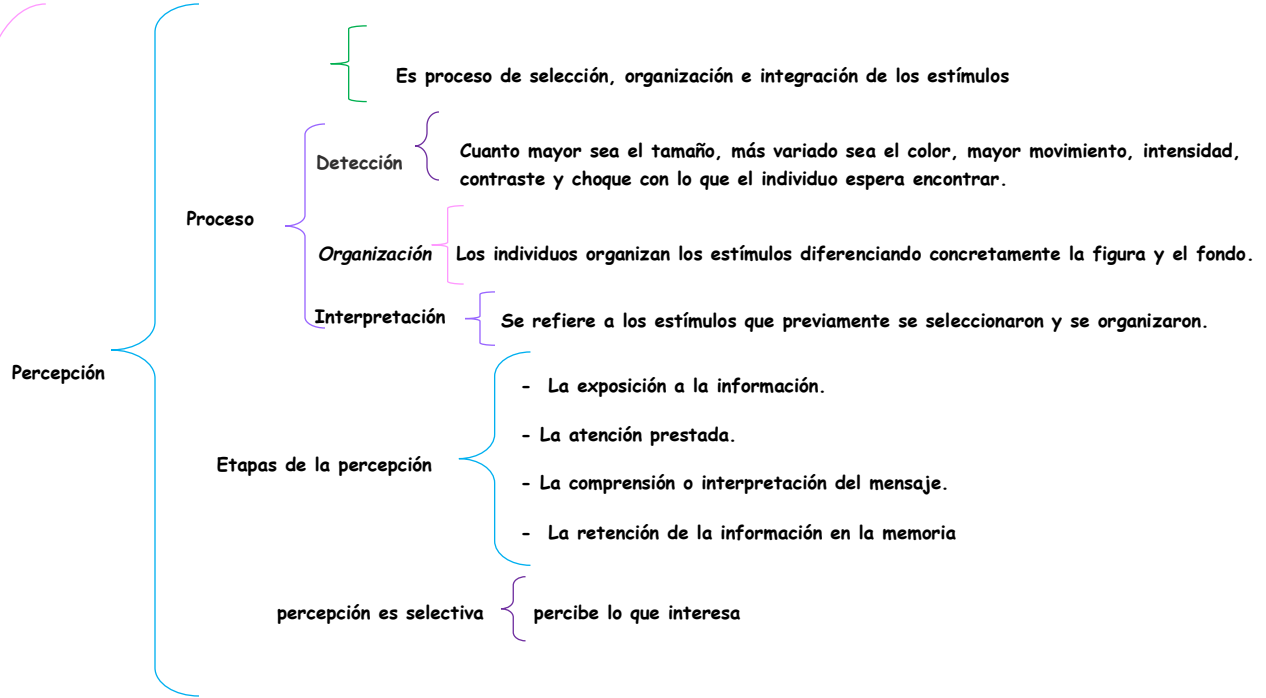 Es proceso de selección, organización e integración de los estímulos
Detección
Cuanto mayor sea el tamaño, más variado sea el color, mayor movimiento, intensidad,
contraste y choque con lo que el individuo espera encontrar.
Proceso
Organización
Los individuos organizan los estímulos diferenciando concretamente la figura y el fondo.
Interpretación
Se refiere a los estímulos que previamente se seleccionaron y se organizaron.
Percepción
- La exposición a la información.
- La atención prestada.
Etapas de la percepción
- La comprensión o interpretación del mensaje.
- La retención de la información en la memoria
percepción es selectiva
percibe lo que interesa